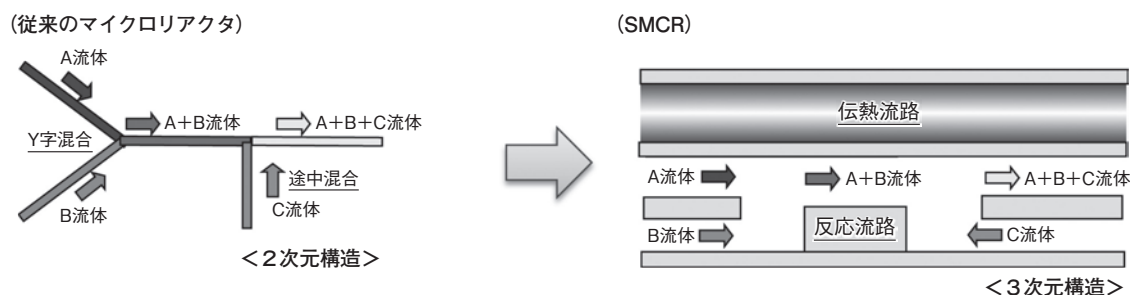 （従来のマイクロリアクタ）
A流体
A＋B流体
A＋B＋C流体
Y字混合
途中混合
B流体
C流体
＜2次元構造＞
（SMCR）
伝熱流路
A流体
A＋B流体
A＋B＋C流体
B流体
反応流路
C流体
＜3次元構造＞